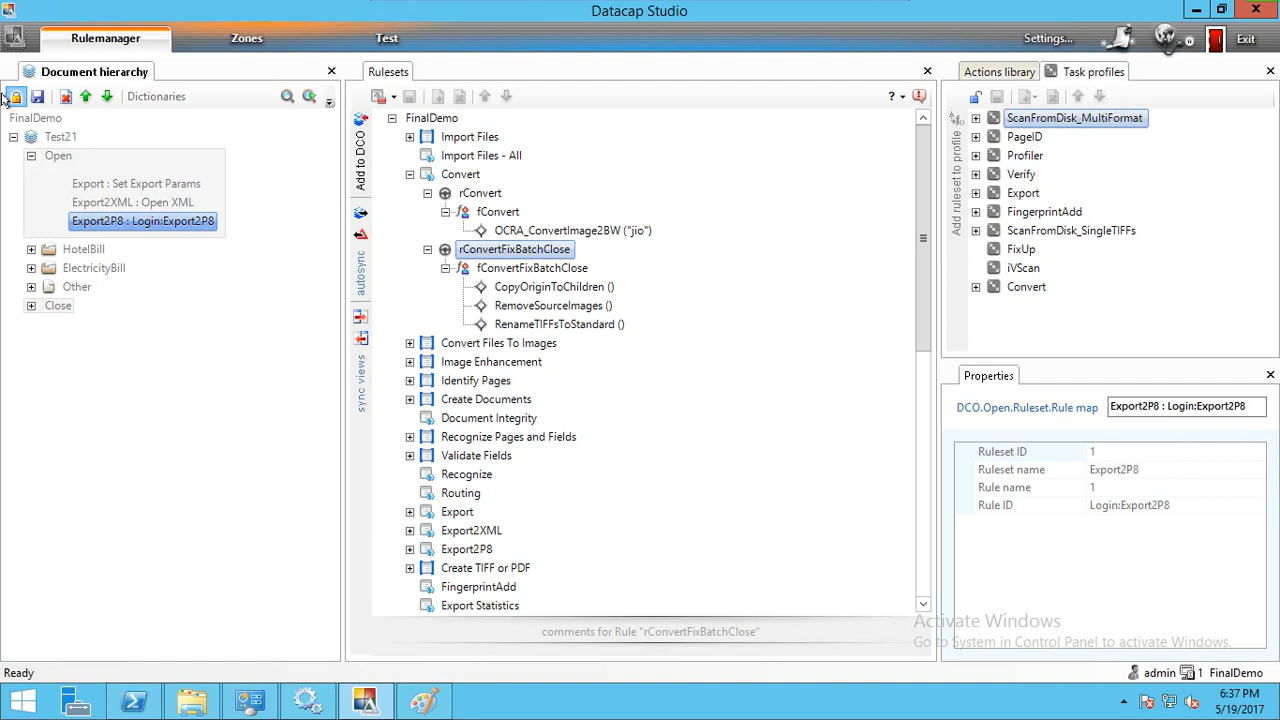 Datacap Studio
Rulemanager
Zones
Test
Settings...
Exit
Document hierarchy
Dictionaries
FinalDemo
Test21
Open
Export : Set Export Params
Export2XML : Open XML
Export2P8 : Login:Export2P8
HotelBill
ElectricityBill
Other
Close
Rulesets
?
Add to DCO
autosync
sync views
FinalDemo
Import Files
Import Files - All
Convert
rConvert
fConvert
OCRA_ConvertImage2BW ("jio")
rConvertFixBatchClose
fConvertFixBatchClose
CopyOriginToChildren ()
RemoveSourceImages ()
RenameTIFFsToStandard ()
Convert Files To Images
Image Enhancement
Identify Pages
Create Documents
Document Integrity
Recognize Pages and Fields
Validate Fields
Recognize
Routing
Export
Export2XML
Export2P8
Create TIFF or PDF
FingerprintAdd
Export Statistics
comments for Rule "rConvertFixBatchClose"
Actions library
Task profiles
Add ruleset to profile
ScanFromDisk_MultiFormat
PageID
Profiler
Verify
Export
FingerprintAdd
ScanFromDisk_SingleTIFFs
FixUp
iVScan
Convert
Properties
DCO.Open.Ruleset.Rule map
Export2P8 : Login:Export2P8
Ruleset ID 1
Ruleset name Export2P8
Rule name 1
Rule ID Login:Export2P8
Activate Windows
Go to System in Control Panel to activate Windows.
Ready
admin
1 FinalDemo
6:37 PM
5/19/2017